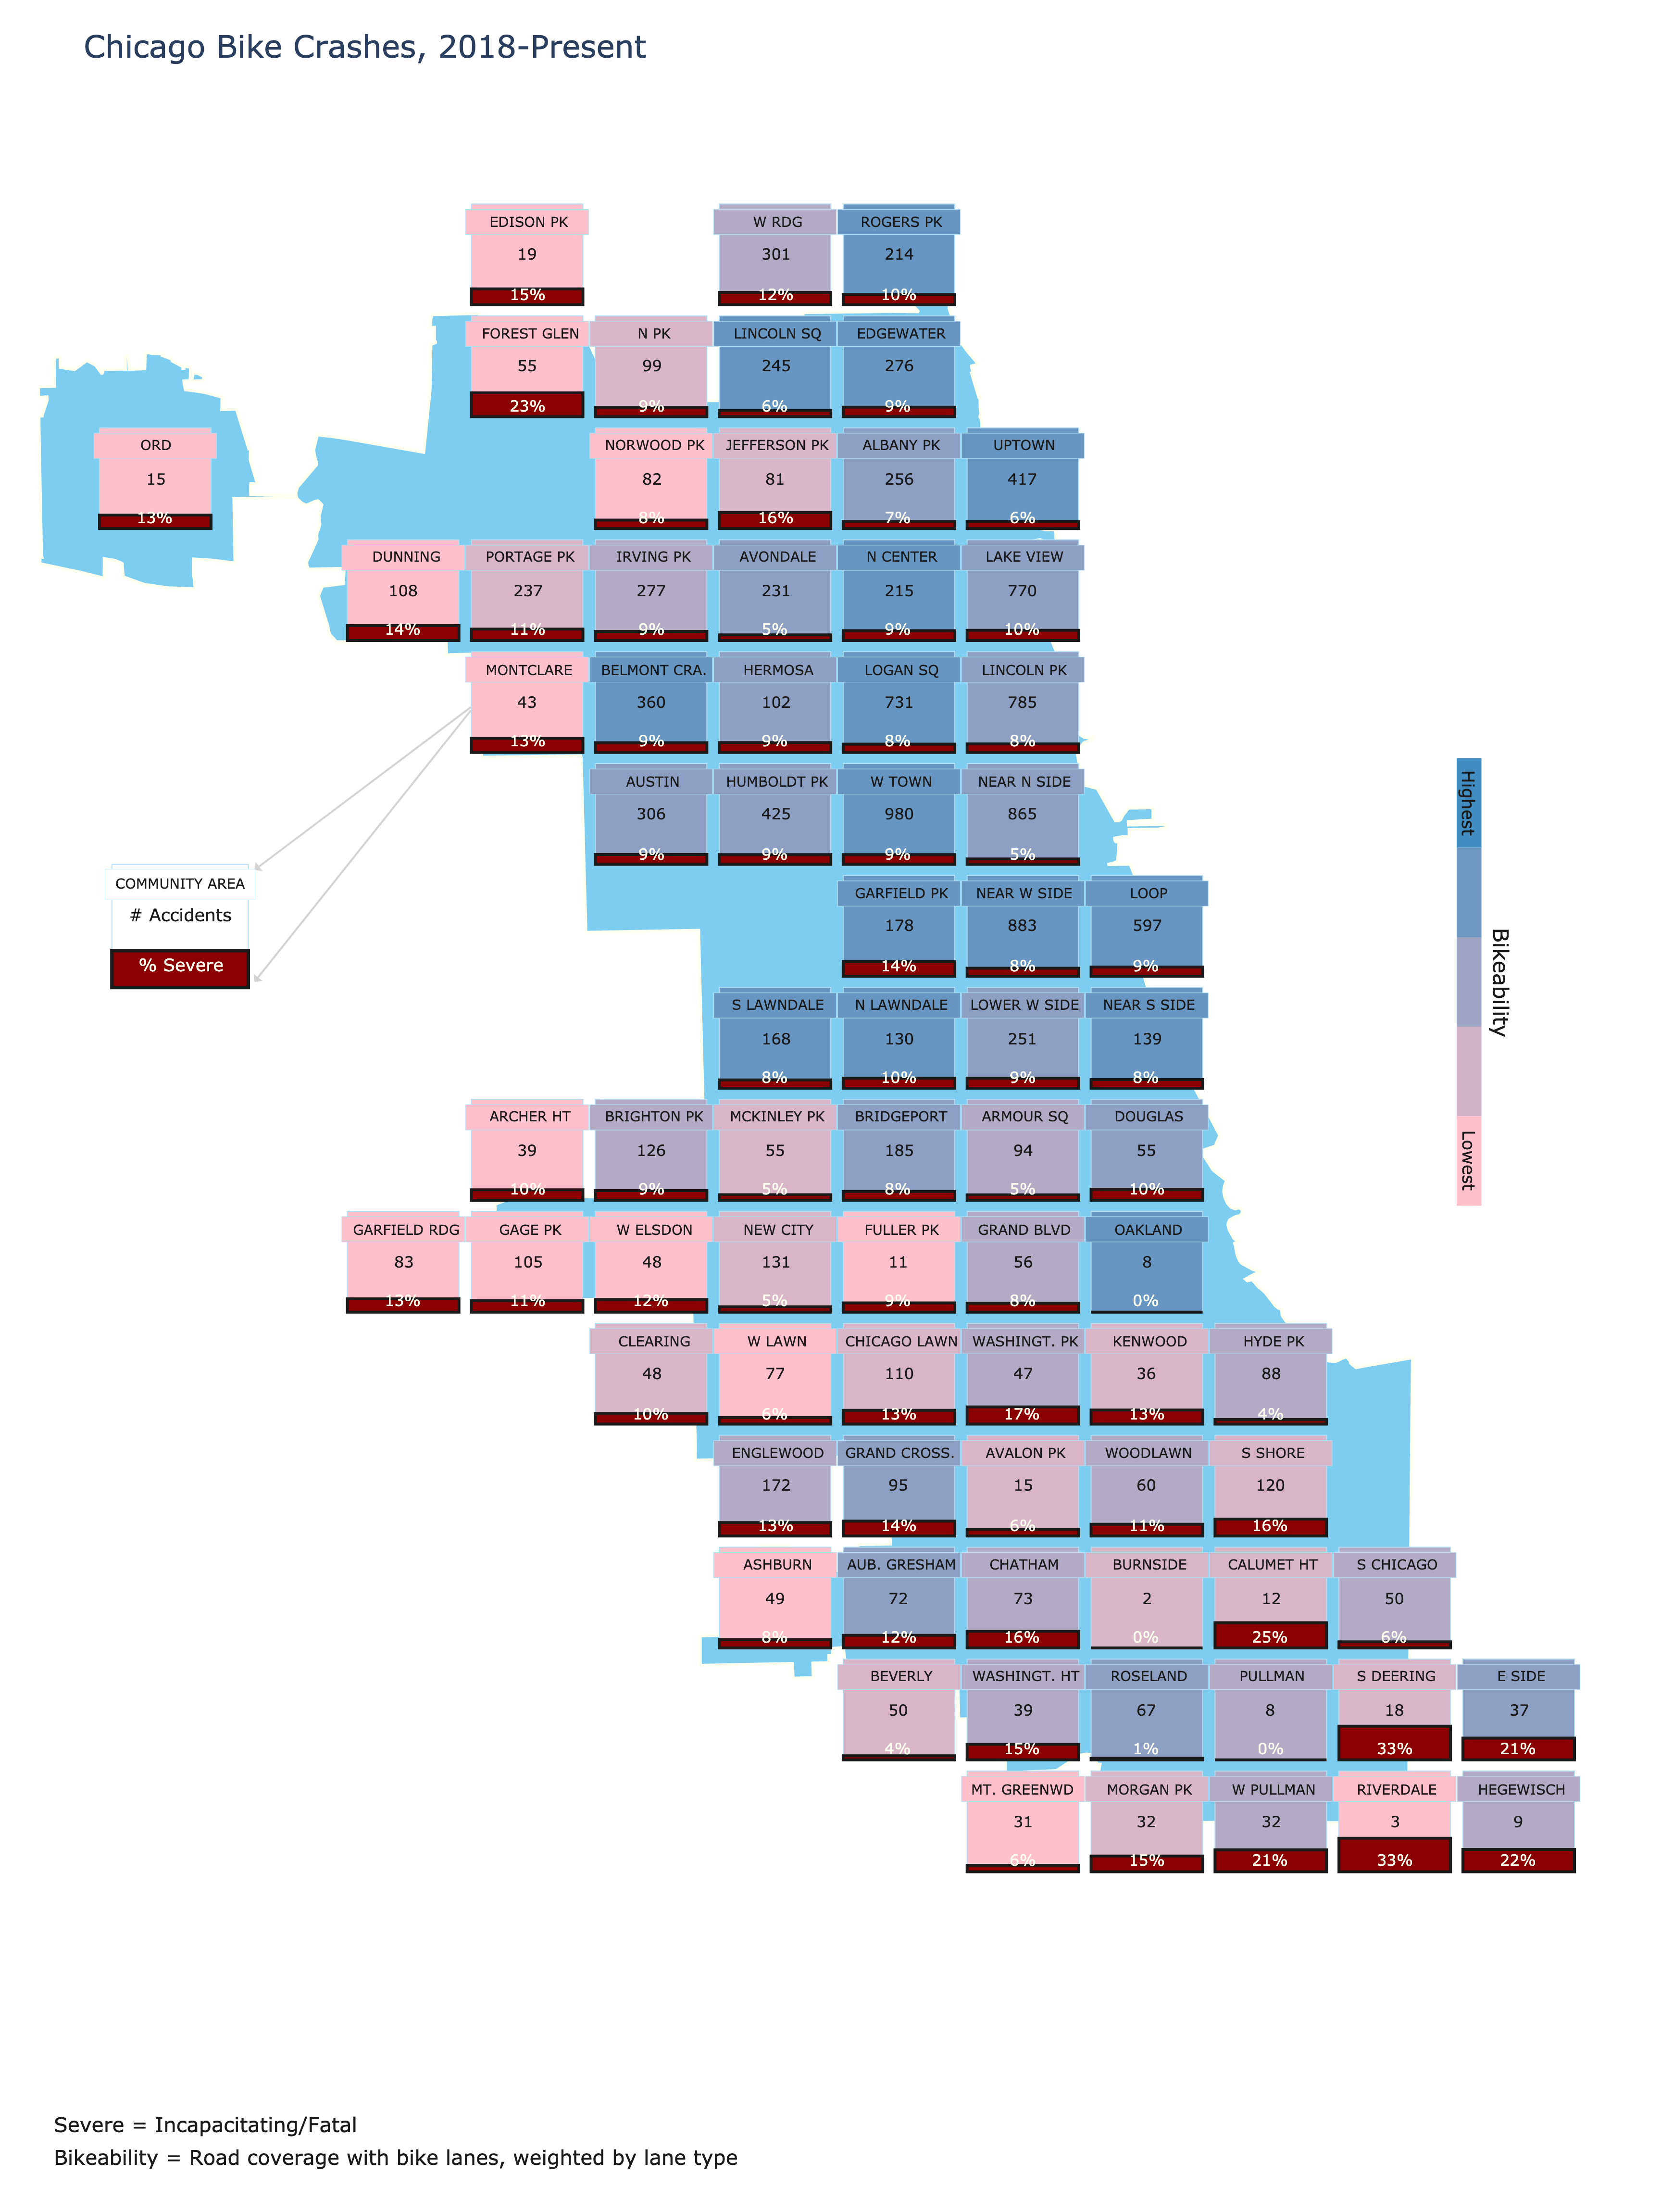 Chicago Bike Crashes, 2018-Present
EDISON PK
W RDG
ROGERS PK
19
301
214
15%
12%
10%
FOREST GLEN
N PK
LINCOLN SQ
EDGEWATER
55
99
245
276
23%
9%
6%
9%
ORD
NORWOOD PK
JEFFERSON PK
ALBANY PK
UPTOWN
15
82
81
256
417
13%
8%
16%
7%
6%
DUNNING
PORTAGE PK
IRVING PK
AVONDALE
N CENTER
LAKE VIEW
108
237
277
231
215
770
14%
11%
9%
5%
9%
10%
MONTCLARE
BELMONT CRA.
HERMOSA
LOGAN SQ
LINCOLN PK
43
360
102
731
785
13%
9%
9%
8%
8%
AUSTIN
HUMBOLDT PK
W TOWN
NEAR N SIDE
306
425
980
865
9%
9%
9%
5%
COMMUNITY AREA
# Accidents
% Severe
GARFIELD PK
NEAR W SIDE
LOOP
178
883
597
14%
8%
9%
S LAWNDALE
N LAWNDALE
LOWER W SIDE
NEAR S SIDE
168
130
251
139
8%
10%
9%
8%
Highest
Bikeability
Lowest
ARCHER HT
BRIGHTON PK
MCKINLEY PK
BRIDGEPORT
ARMOUR SQ
DOUGLAS
39
126
55
185
94
55
10%
9%
5%
8%
5%
10%
GARFIELD RDG
GAGE PK
W ELSDON
NEW CITY
FULLER PK
GRAND BLVD
OAKLAND
83
105
48
131
11
56
8
13%
11%
12%
5%
9%
8%
0%
CLEARING
W LAWN
CHICAGO LAWN
WASHINGT. PK
KENWOOD
HYDE PK
48
77
110
47
36
88
10%
6%
13%
17%
13%
4%
ENGLEWOOD
GRAND CROSS.
AVALON PK
WOODLAWN
S SHORE
172
95
15
60
120
13%
14%
6%
11%
16%
ASHBURN
AUB. GRESHAM
CHATHAM
BURNSIDE
CALUMET HT
S CHICAGO
49
72
73
2
12
50
8%
12%
16%
0%
25%
6%
BEVERLY
WASHINGT. HT
ROSELAND
PULLMAN
S DEERING
E SIDE
50
39
67
8
18
37
4%
15%
1%
0%
33%
21%
MT. GREENWD
MORGAN PK
W PULLMAN
RIVERDALE
HEGEWISCH
31
32
32
3
9
6%
15%
21%
33%
22%
Severe = Incapacitating/Fatal
Bikeability = Road coverage with bike lanes, weighted by lane type